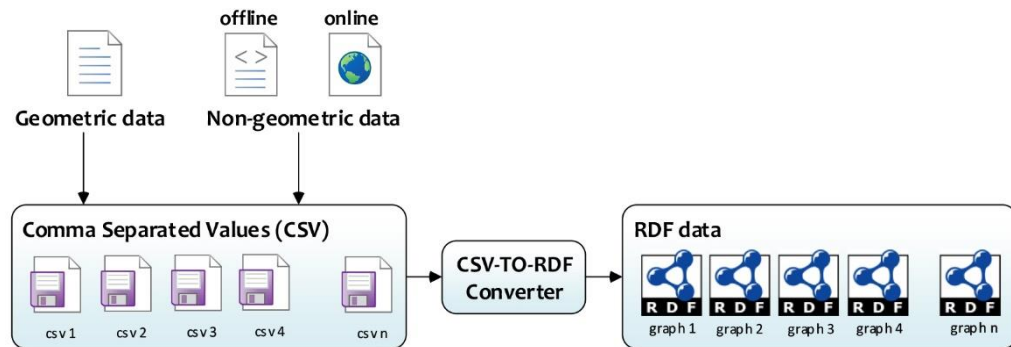 offline
online
< >
Geometric data
Non-geometric data
Comma Separated Values (CSV)
csv 1
csv 2
csv 3
csv 4
csv n
CSV-TO-RDF
Converter
RDF data
RDF
RDF
RDF
RDF
RDF
graph 1
graph 2
graph 3
graph 4
graph n